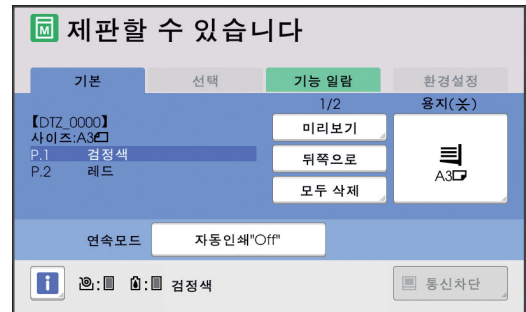 제판할 수 있습니다
기본 선택 기능 일람 환경설정
1/2 용지(옷)
【DTZ_0000】
사이즈:A3
미리보기
P.1 검정색
P.2 레드
뒤쪽으로
A3
모두 삭제
연속모드 자동인쇄"Off"
검정색 통신차단